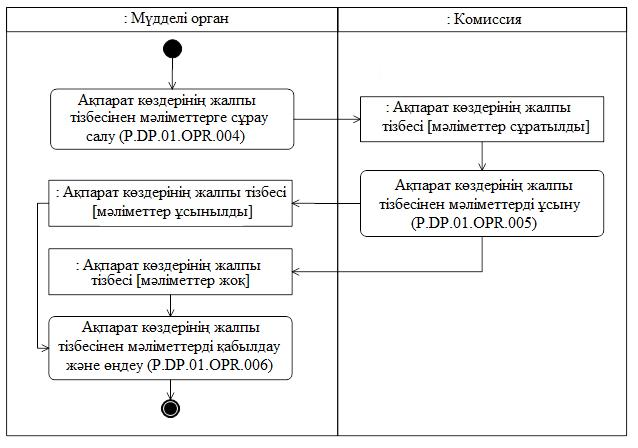 : Мүдделі орган
: Комиссия
Ақпарат көздерінің жалпы
тізбесінен мәліметтерге сұрау
салу (P.DP.01.OPR.004)
: Ақпарат көздерінің жалпы
тізбесі [мәліметтер сұратылды]
Ақпарат көздерінің жалпы
тізбесінен мәліметтерді ұсыну
(P.DP.01.OPR.005)
: Ақпарат көздерінің жалпы тізбесі
[мәліметтер ұсынылды]
: Ақпарат көздерінің жалпы
тізбесі [мәліметтер жоқ]
Ақпарат көздерінің жалпы
тізбесінен мәліметтерді қабылдау
және өңдеу (P.DP.01.OPR.006)